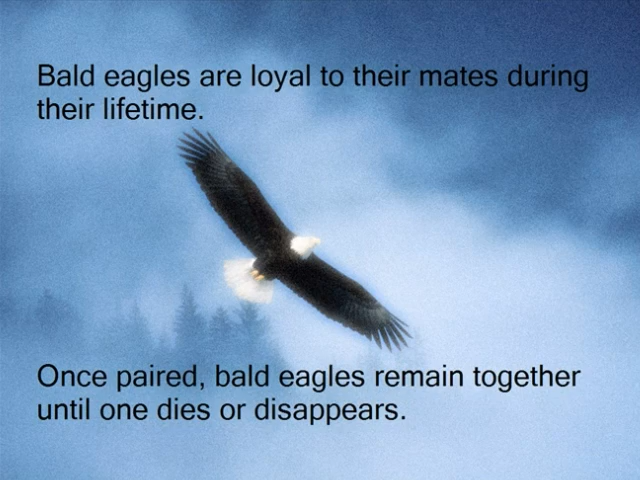 Bald eagles are loyal to their mates during
their lifetime.
Once paired, bald eagles remain together
until one dies or disappears.